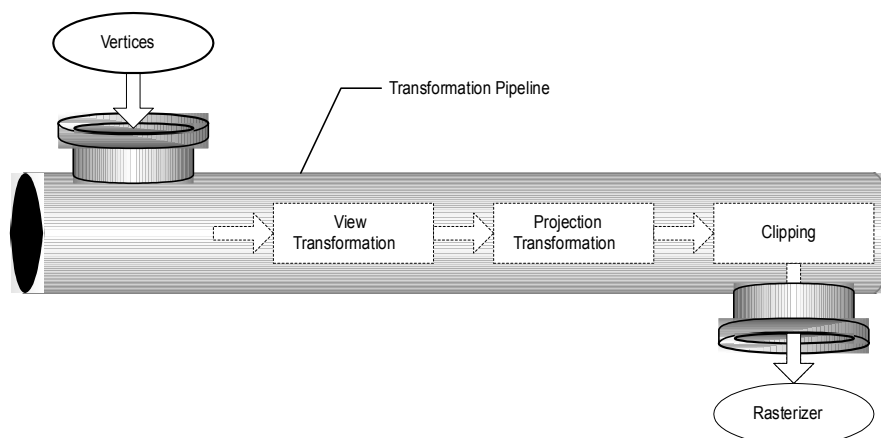 Vertices
Transformation Pipeline
View
Transformation
Projection
Transformation
Clipping
Rasterizer